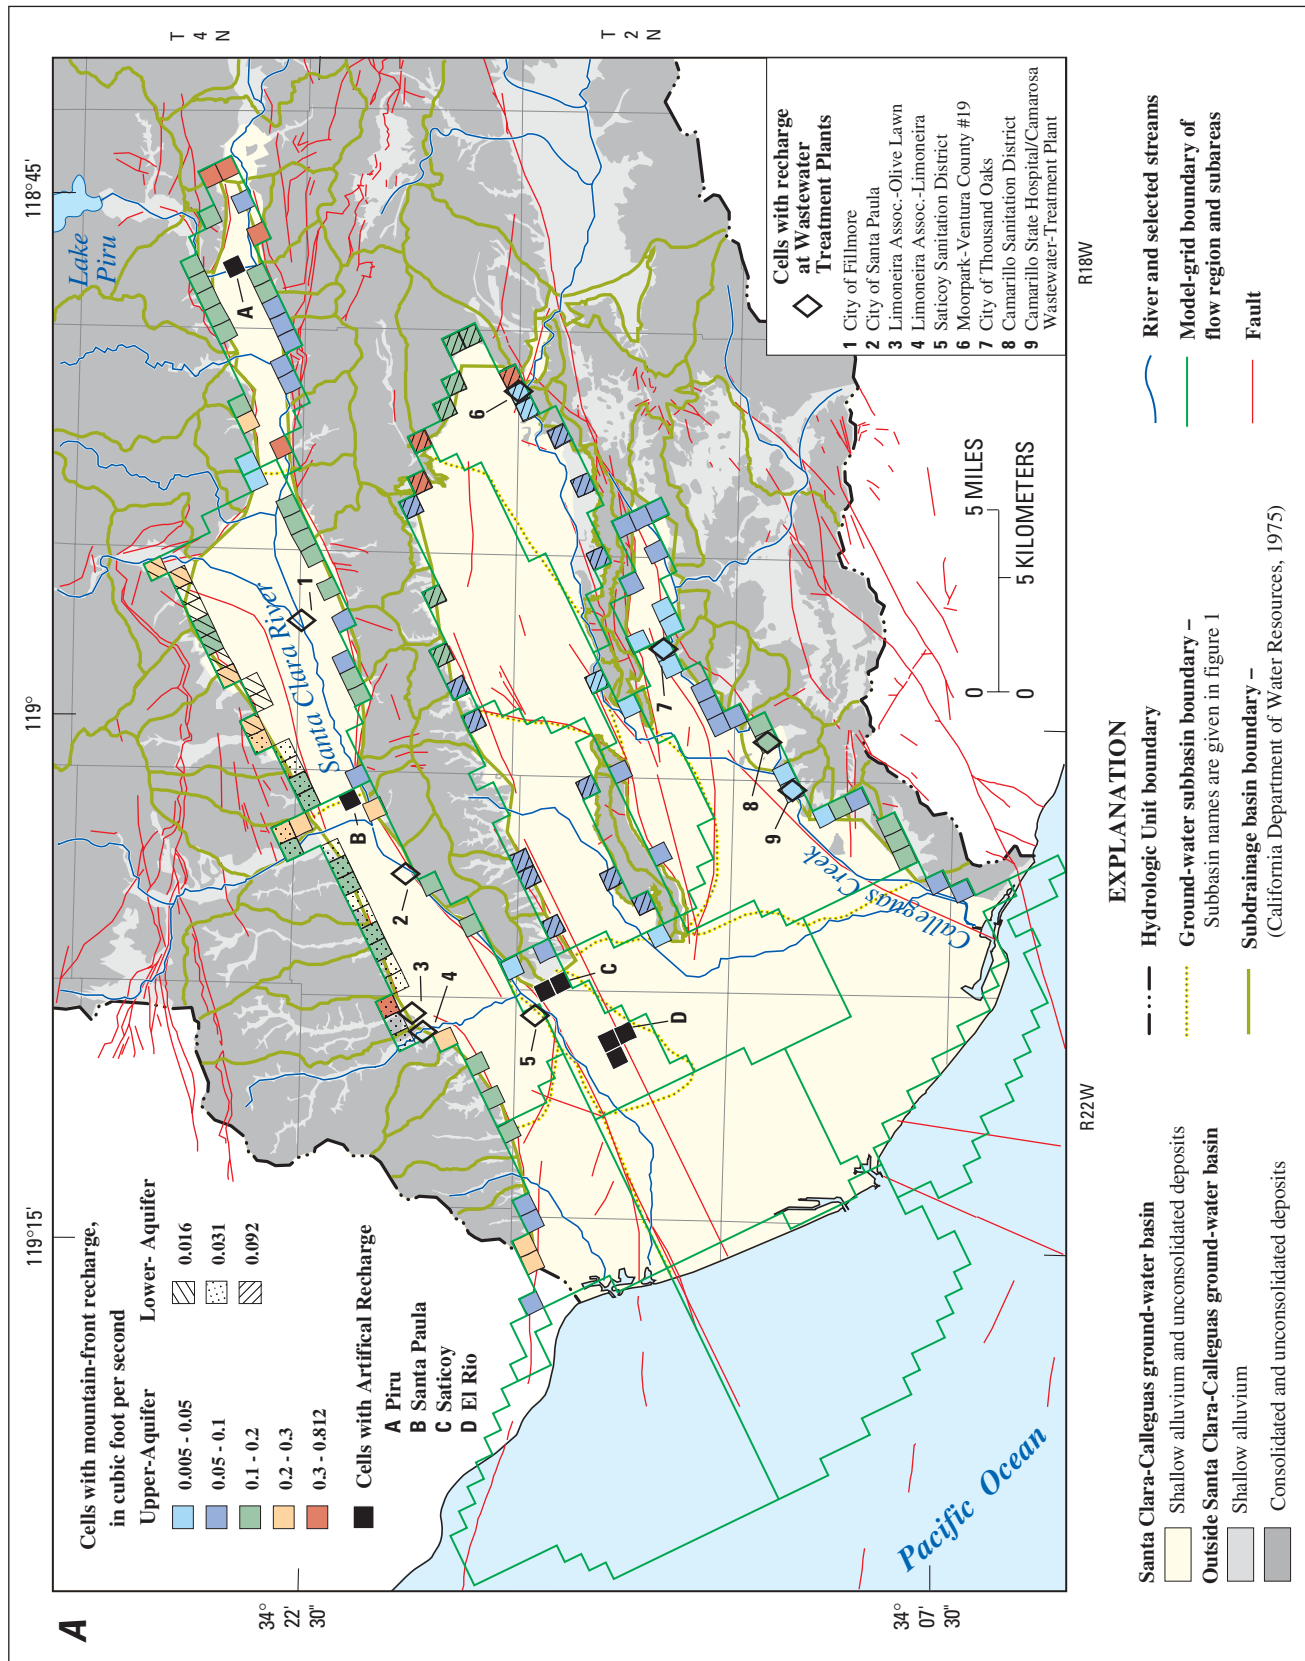 A
Cells with mountain-front recharge,
in cubic foot per second
Upper-Aquifer
Lower- Aquifer
0.005 - 0.05
0.05 - 0.1
0.1 - 0.2
0.2 - 0.3
0.3 - 0.812
0.016
0.031
0.092
Cells with Artifical Recharge
A Piru
B Santa Paula
C Saticoy
D El Rio
119°15'
119°
118°45'
34°
22'
30"
34°
07'
30"
T
4
N
T
2
N
R22W
R18W
Lake
Piru
Santa Clara River
Calleguas Creek
Pacific Ocean
A
B
C
D
1
2
3
4
5
6
7
8
9
Cells with recharge
at Wastewater
Treatment Plants
1 City of Fillmore
2 City of Santa Paula
3 Limoneira Assoc.-Olive Lawn
4 Limoneira Assoc.-Limoneira
5 Saticoy Sanitation District
6 Moorpark-Ventura County #19
7 City of Thousand Oaks
8 Camarillo Sanitation District
9 Camarillo State Hospital/Camarosa
Wastewater-Treatment Plant
0 5 MILES
0 5 KILOMETERS
EXPLANATION
Santa Clara-Calleguas ground-water basin
Shallow alluvium and unconsolidated deposits
Outside Santa Clara-Calleguas ground-water basin
Shallow alluvium
Consolidated and unconsolidated deposits
Hydrologic Unit boundary
Ground-water subbasin boundary –
Subbasin names are given in figure 1
Subdrainage basin boundary –
(California Department of Water Resources, 1975)
River and selected streams
Model-grid boundary of
flow region and subareas
Fault